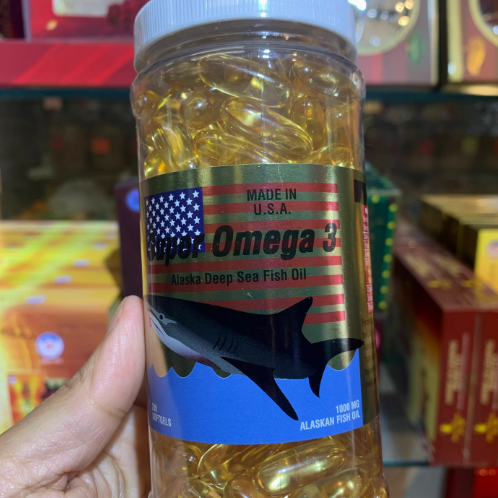 MADE IN
U.S.A.
Super Omega 3
Alaska Deep Sea Fish Oil
SOFTGELS
1000 MG
ALASKAN FISH OIL